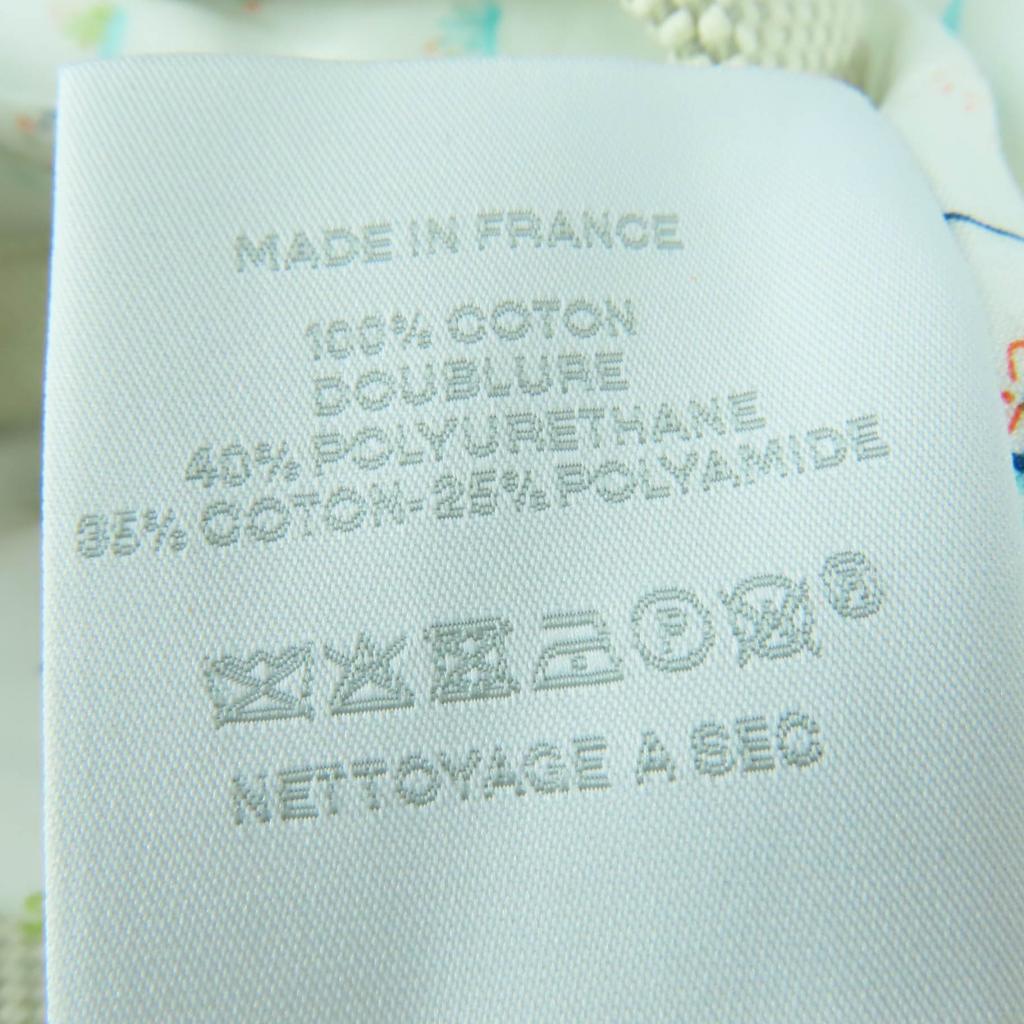 MADE IN FRANCE
100% COTON
DOUBLURE
40% POLYURETHANE
35% COTON-25% POLYAMIDE
P
NETTOYAGE A SEC